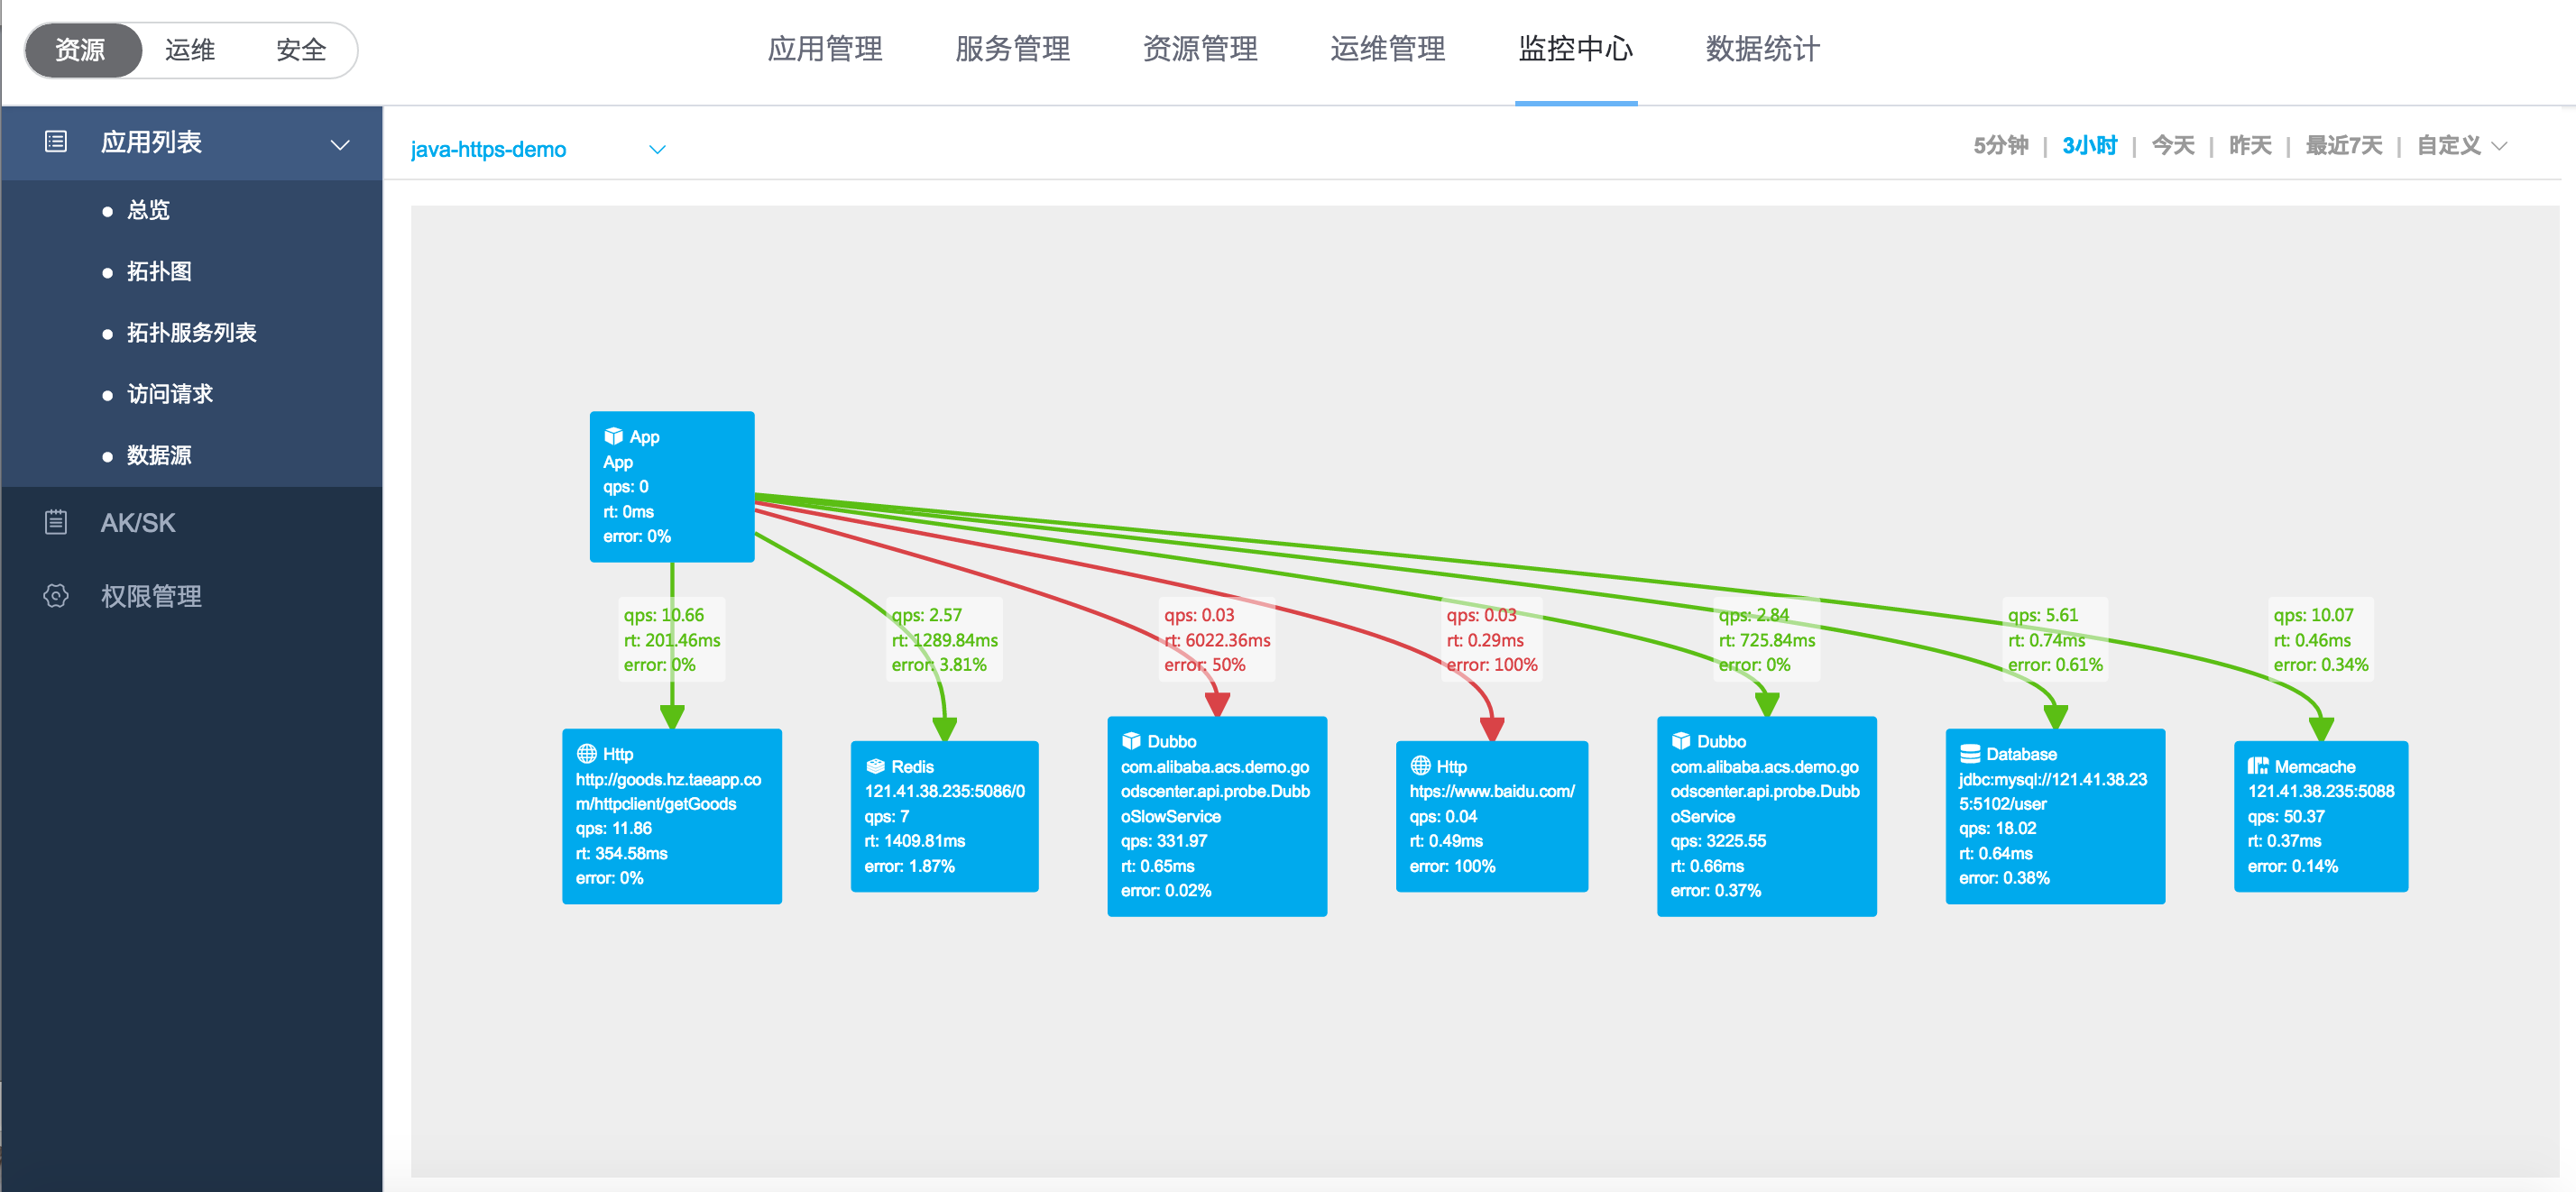 资源 运维 安全
应用管理 服务管理 资源管理 运维管理 监控中心 数据统计
应用列表
总览
拓扑图
拓扑服务列表
访问请求
数据源
AK/SK
权限管理
java-https-demo
5分钟 | 3小时 | 今天 | 昨天 | 最近7天 | 自定义
App
App
qps: 0
rt: 0ms
error: 0%
qps: 10.66
rt: 201.46ms
error: 0%
qps: 2.57
rt: 1289.84ms
error: 3.81%
qps: 0.03
rt: 6022.36ms
error: 50%
qps: 0.03
rt: 0.29ms
error: 100%
qps: 2.84
rt: 725.84ms
error: 0%
qps: 5.61
rt: 0.74ms
error: 0.61%
qps: 10.07
rt: 0.46ms
error: 0.34%
Http
http://goods.hz.taeapp.co
m/httpclient/getGoods
qps: 11.86
rt: 354.58ms
error: 0%
Redis
121.41.38.235:5086/0
qps: 7
rt: 1409.81ms
error: 1.87%
Dubbo
com.alibaba.acs.demo.go
odscenter.api.probe.Dubb
oSlowService
qps: 331.97
rt: 0.65ms
error: 0.02%
Http
https://www.baidu.com/
qps: 0.04
rt: 0.49ms
error: 100%
Dubbo
com.alibaba.acs.demo.go
odscenter.api.probe.Dubb
oService
qps: 3225.55
rt: 0.66ms
error: 0.37%
Database
jdbc:mysql://121.41.38.23
5:5102/user
qps: 18.02
rt: 0.64ms
error: 0.38%
Memcache
121.41.38.235:5088
qps: 50.37
rt: 0.37ms
error: 0.14%